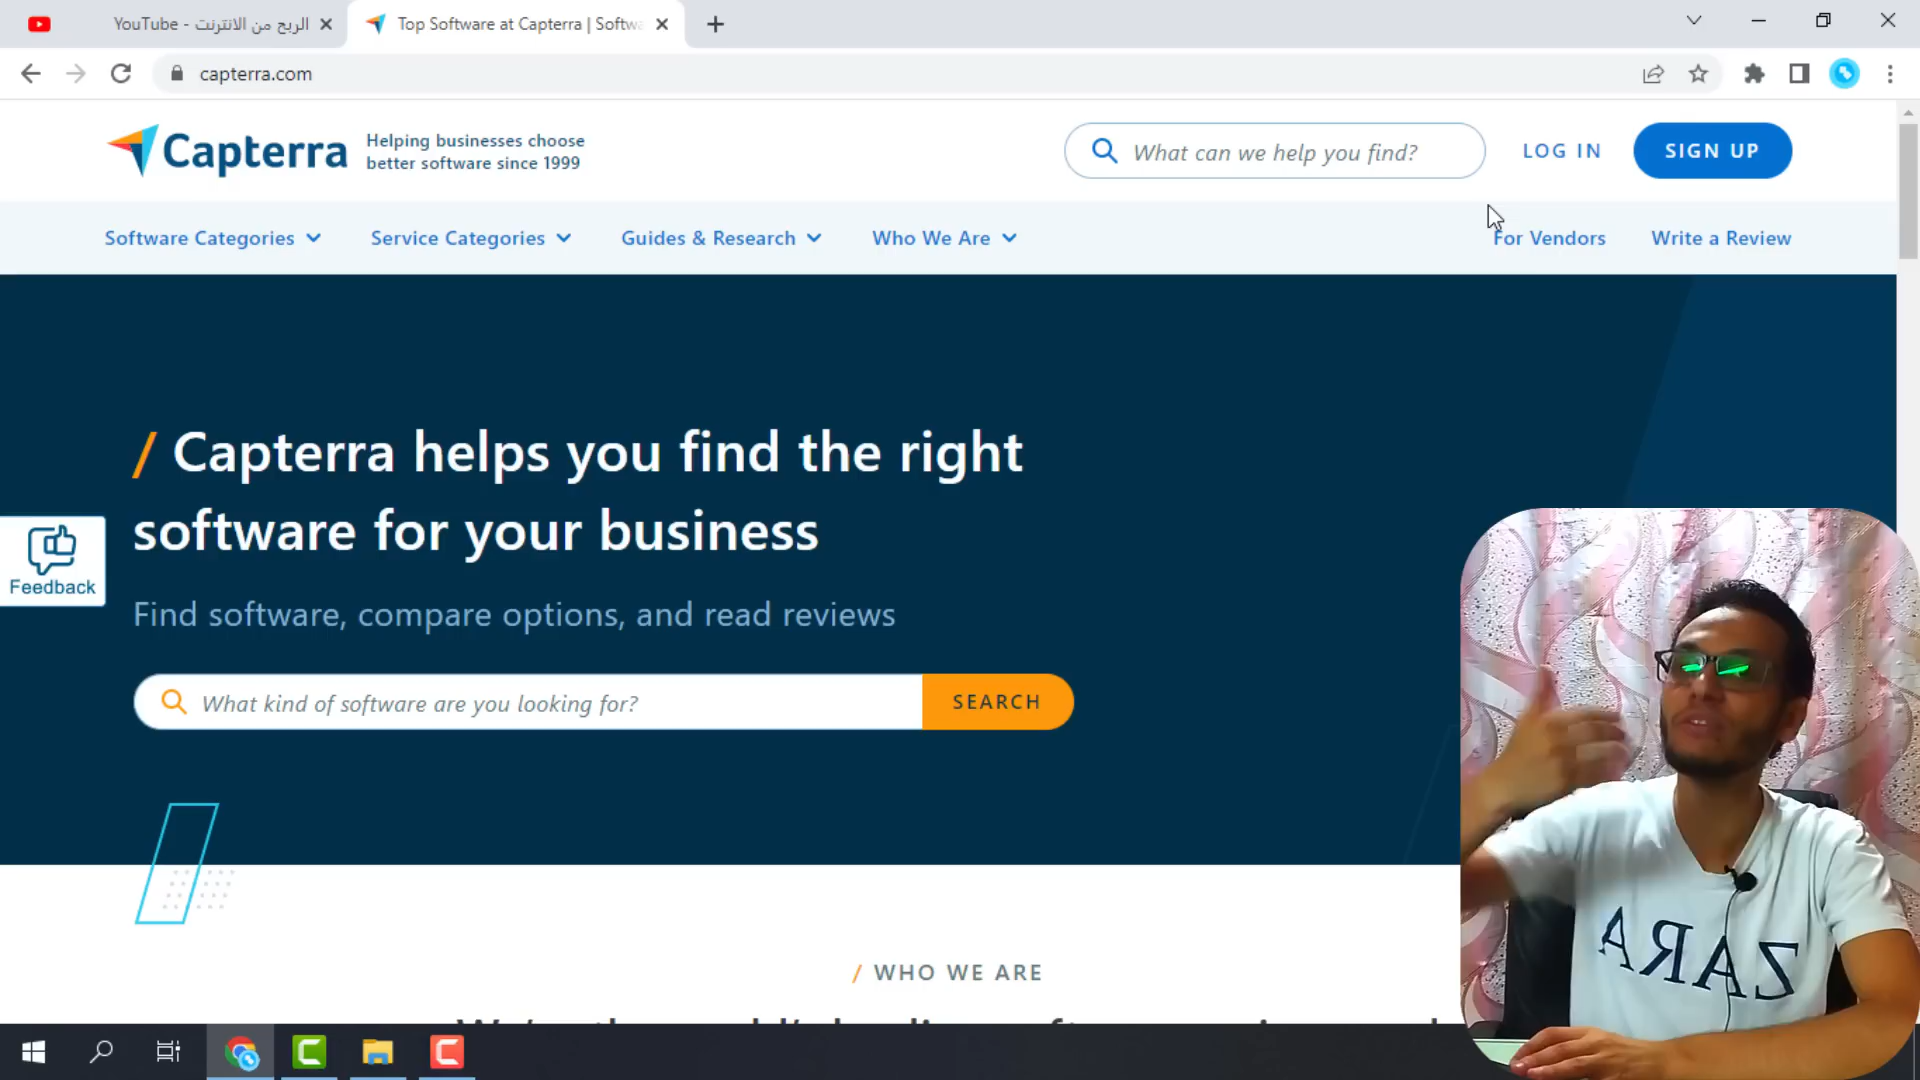 YouTube - الربح من الانترنت
Top Software at Capterra | Softwa
capterra.com
Capterra
Helping businesses choose
better software since 1999
What can we help you find?
LOG IN
SIGN UP
Software Categories
Service Categories
Guides & Research
Who We Are
For Vendors
Write a Review
/ Capterra helps you find the right
software for your business
Find software, compare options, and read reviews
What kind of software are you looking for?
SEARCH
Feedback
ZARA
/ WHO WE ARE